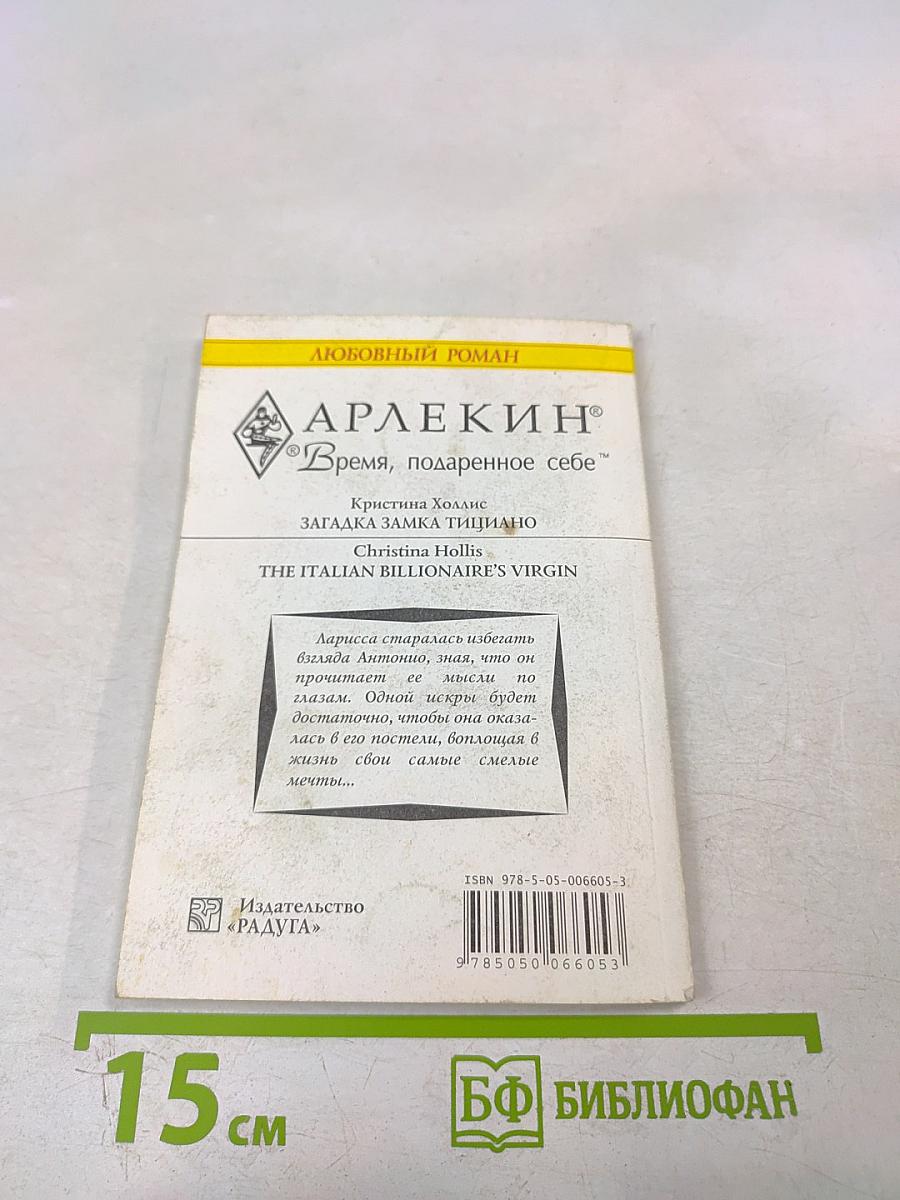 ЛЮБОВНЫЙ РОМАН
АРЛЕКИН®
® Время, подаренное себе™
Кристина Холлис
ЗАГАДКА ЗАМКА ТИЦИАНО
Christina Hollis
THE ITALIAN BILLIONAIRE'S VIRGIN
Ларисса старалась избегать
взгляда Антонио, зная, что он
прочитает ее мысли по
глазам. Одной искры будет
достаточно, чтобы она оказа-
лась в его постели, воплощая в
жизнь свои самые смелые
мечты...
ISBN 978-5-05-006605-3
Издательство
«РАДУГА»
9 785050 066053
15 см
БФ БИБЛИОФАН